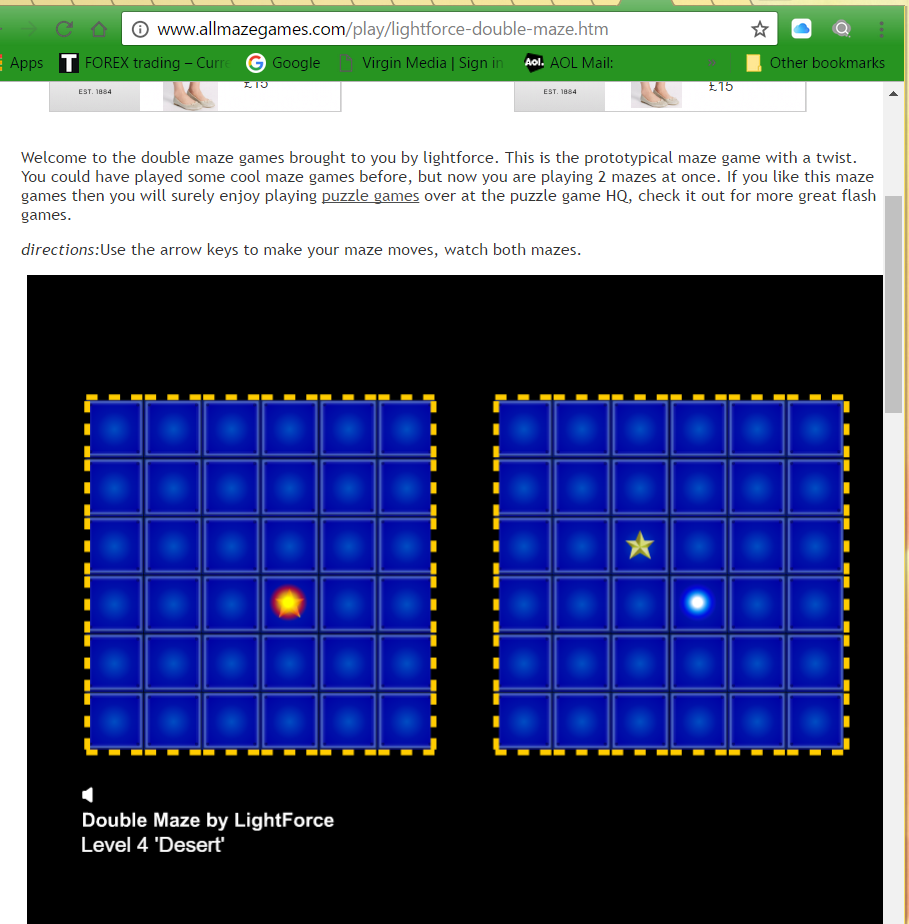 www.allmazegames.com/play/lightforce-double-maze.htm
Apps T FOREX trading – Curre G Google Virgin Media | Sign in Aol. AOL Mail: » Other bookmarks
EST. 1884 £15 EST. 1884 £15
Welcome to the double maze games brought to you by lightforce. This is the prototypical maze game with a twist.
You could have played some cool maze games before, but now you are playing 2 mazes at once. If you like this maze
games then you will surely enjoy playing puzzle games over at the puzzle game HQ, check it out for more great flash
games.
directions:Use the arrow keys to make your maze moves, watch both mazes.
Double Maze by LightForce
Level 4 'Desert'